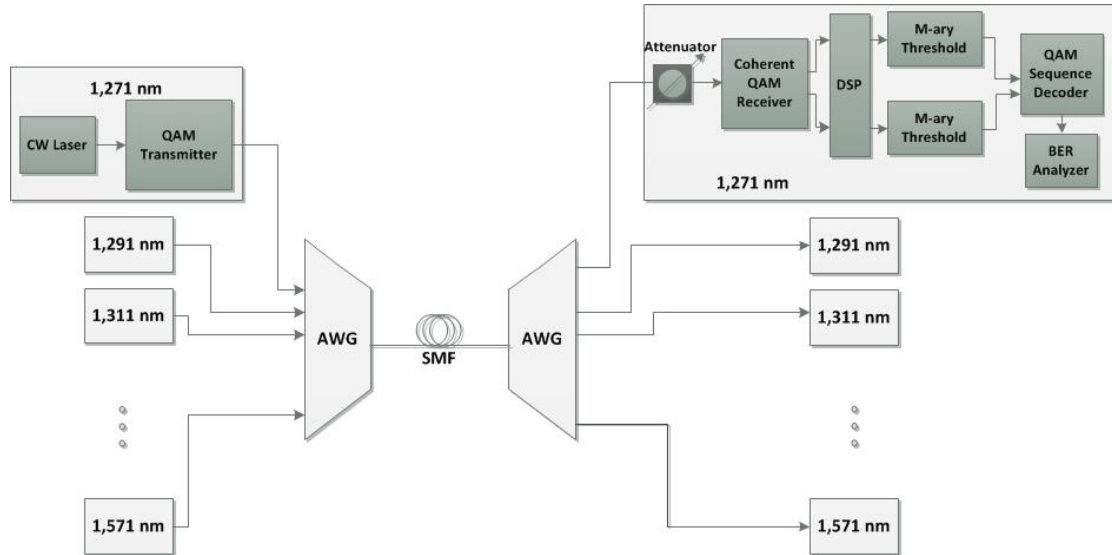 1,271 nm
CW Laser
QAM
Transmitter
1,291 nm
1,311 nm
1,571 nm
AWG
SMF
AWG
Attenuator
Coherent
QAM
Receiver
DSP
M-ary
Threshold
M-ary
Threshold
QAM
Sequence
Decoder
BER
Analyzer
1,271 nm
1,291 nm
1,311 nm
1,571 nm